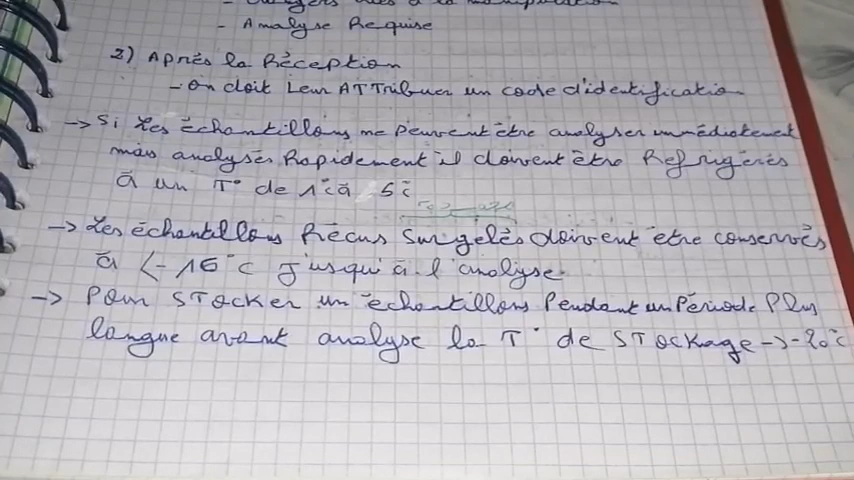 - Analyse Requise
2) Après la Réception
- on doit Leur ATTribuer un code d'identification
→ Si Les échantillons ne peuvent être analyser immédiatement
mais analysés Rapidement il doivent être Refrigérés
à un T° de 1°c à 5c
→ Les échantillons Récus surgelés doivent être conservés
à <-16°c Jusqu'à l'analyse
→ Pour STocker un échantillons Pendant un Période Plus
longue avant analyse la T° de STockage → -20°c